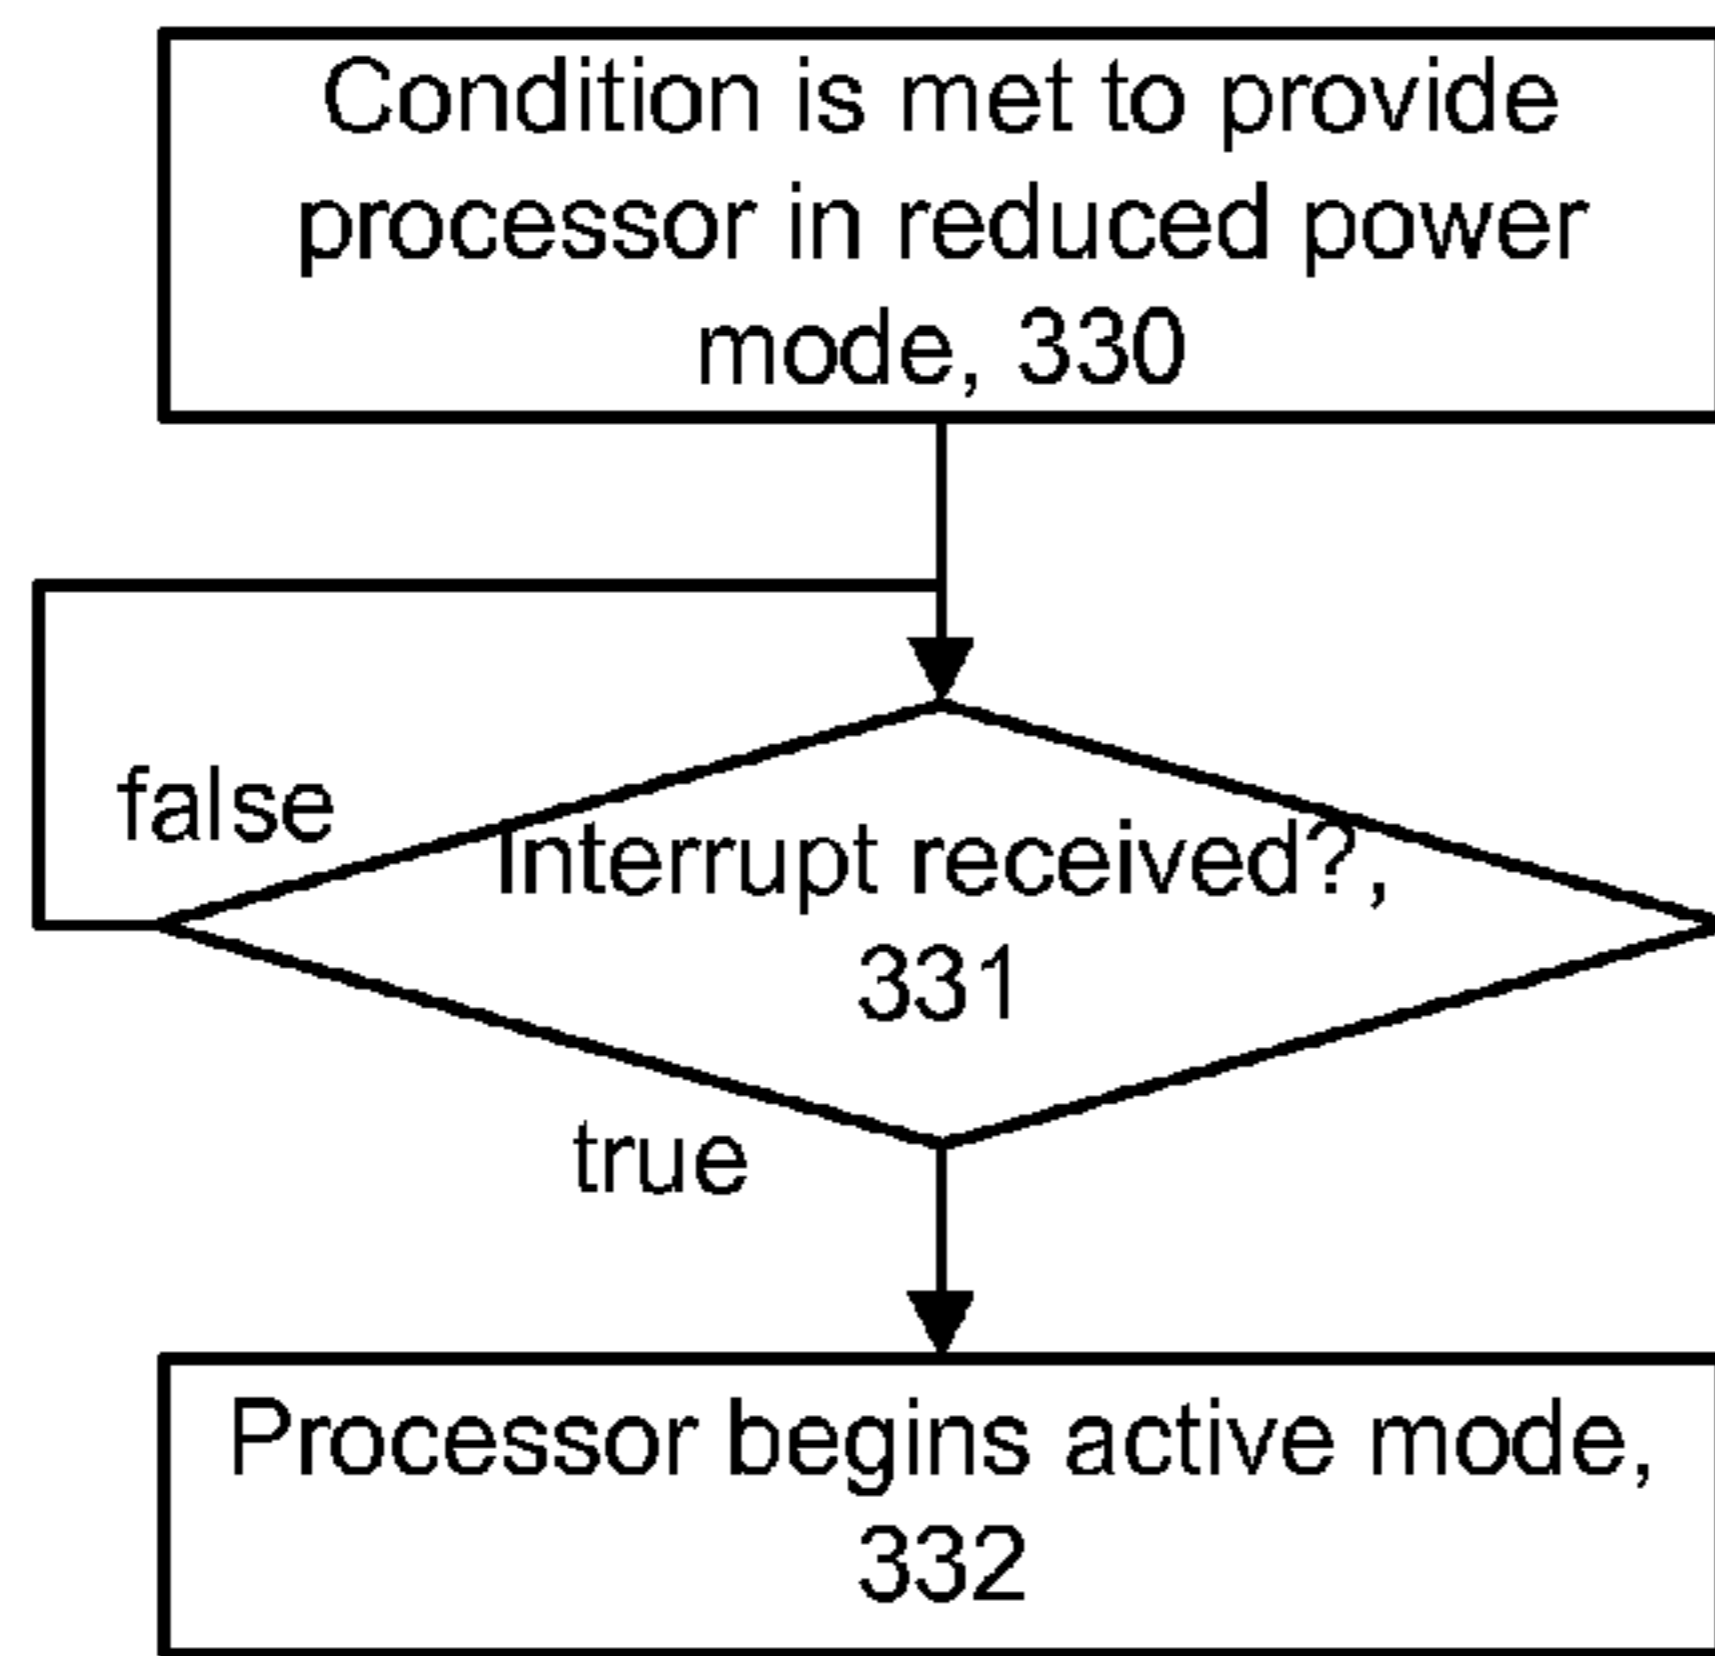 Condition is met to provide
processor in reduced power
mode, 330
false
Interrupt received?,
331
true
Processor begins active mode,
332